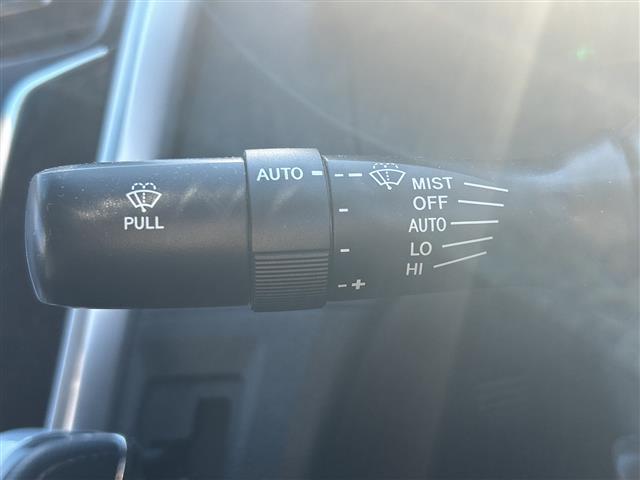 PULL
AUTO
- -
-
-
- +
MIST
OFF
AUTO
LO
HI